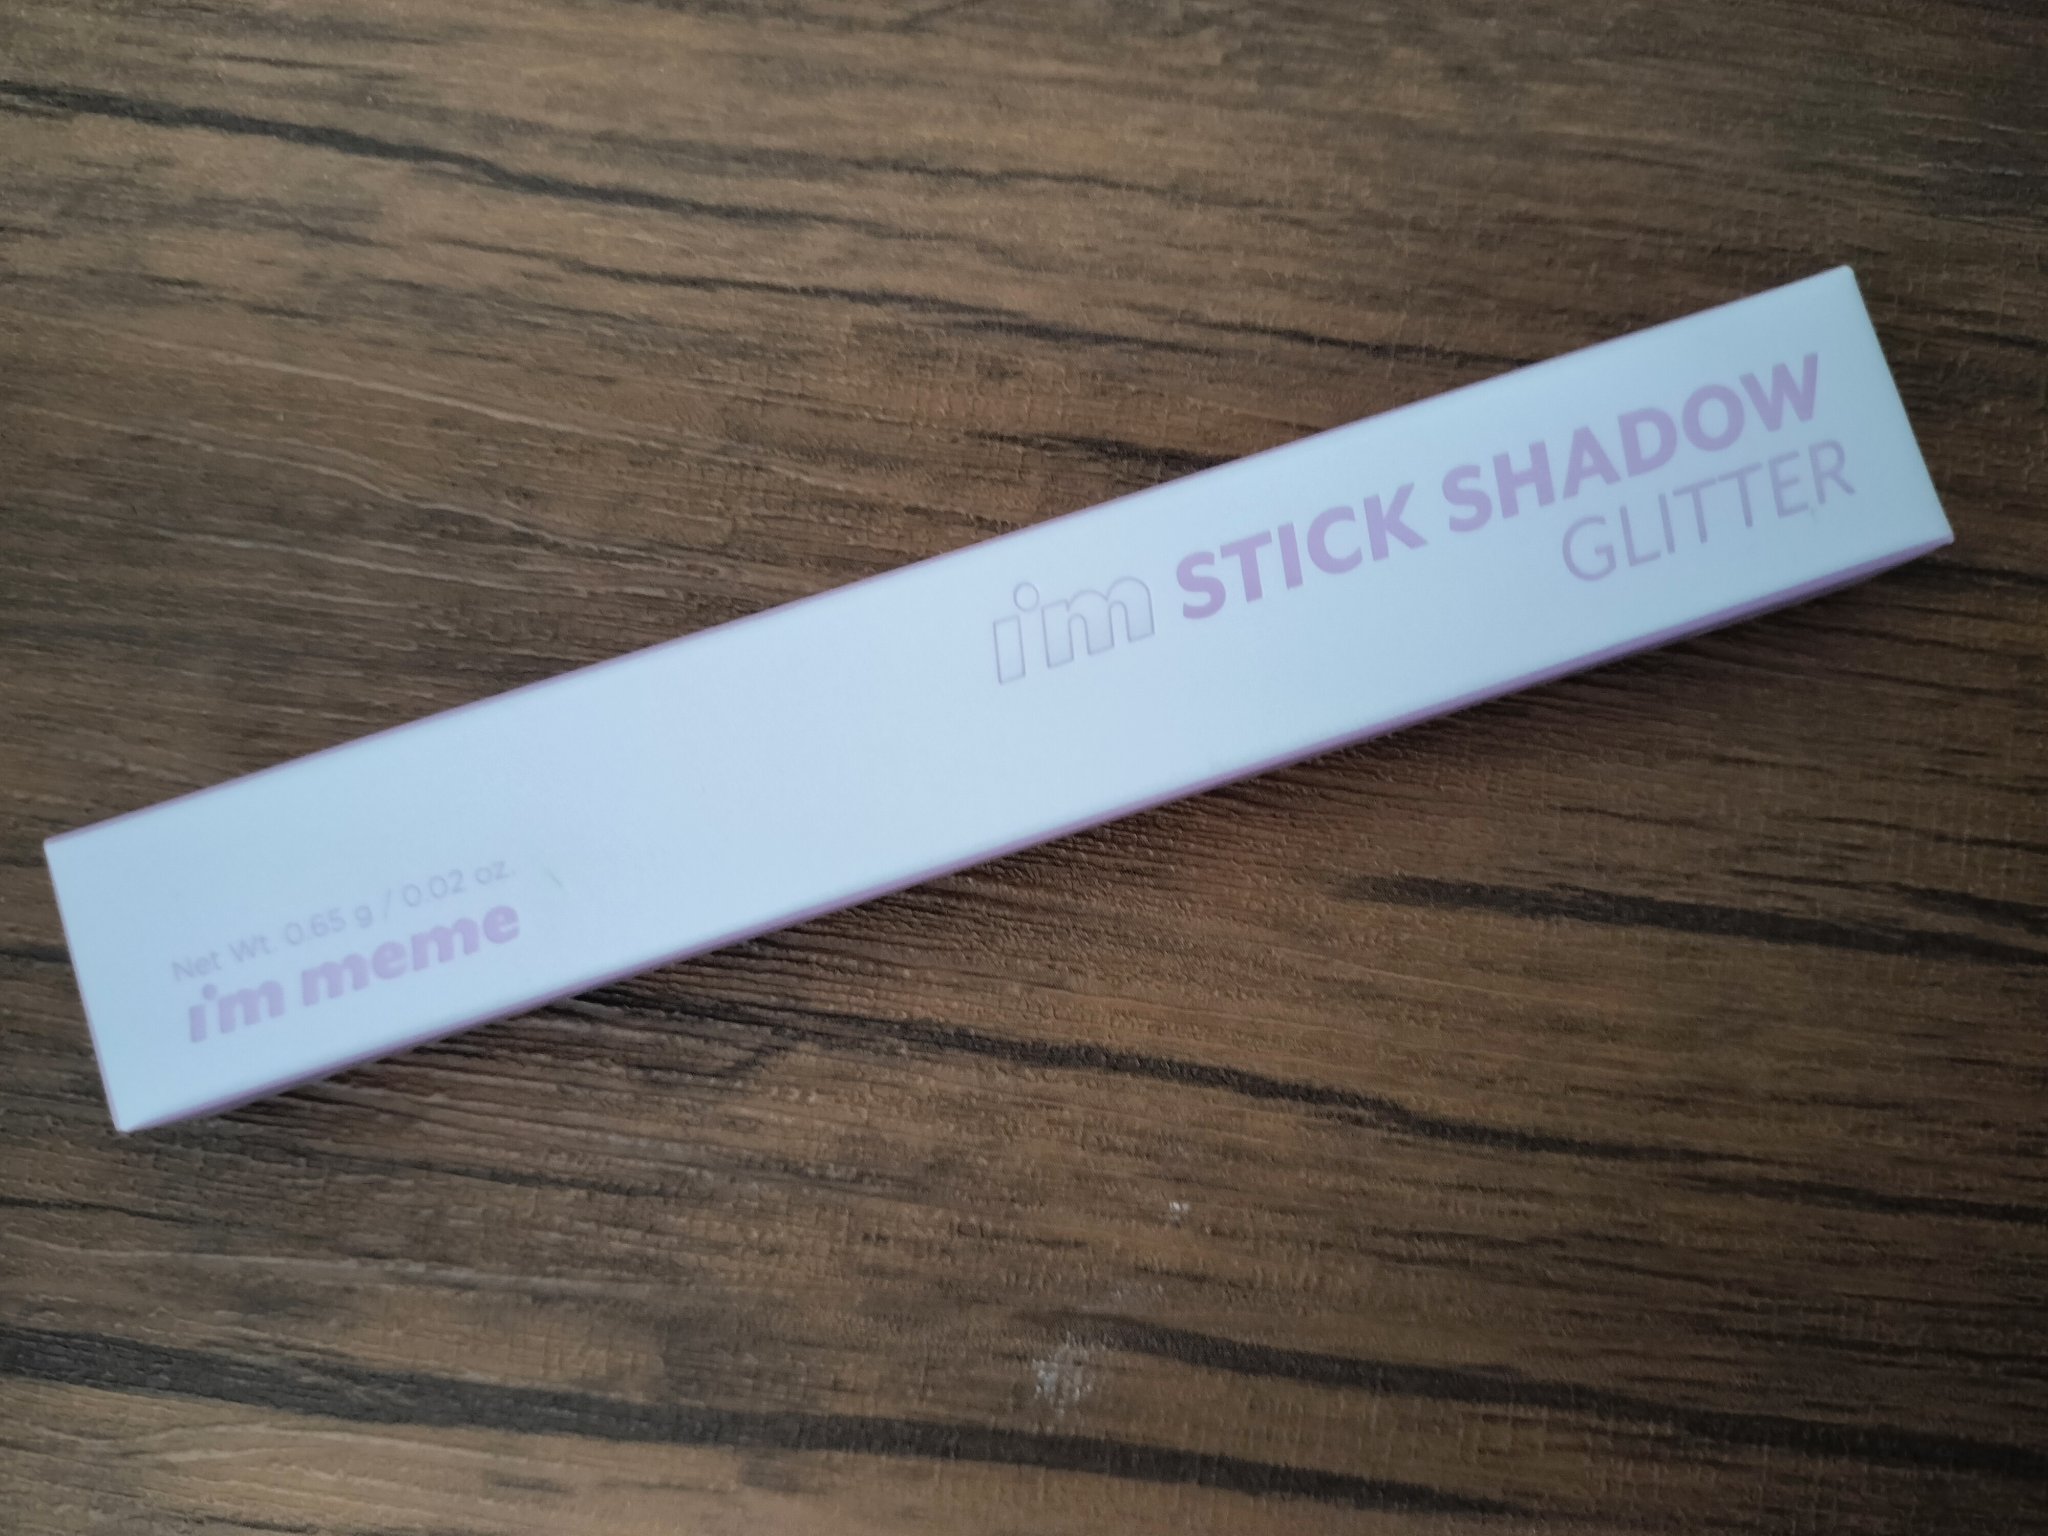 i'm STICK SHADOW
GLITTER
Net Wt. 0.65 g / 0.02 oz.
i'm meme